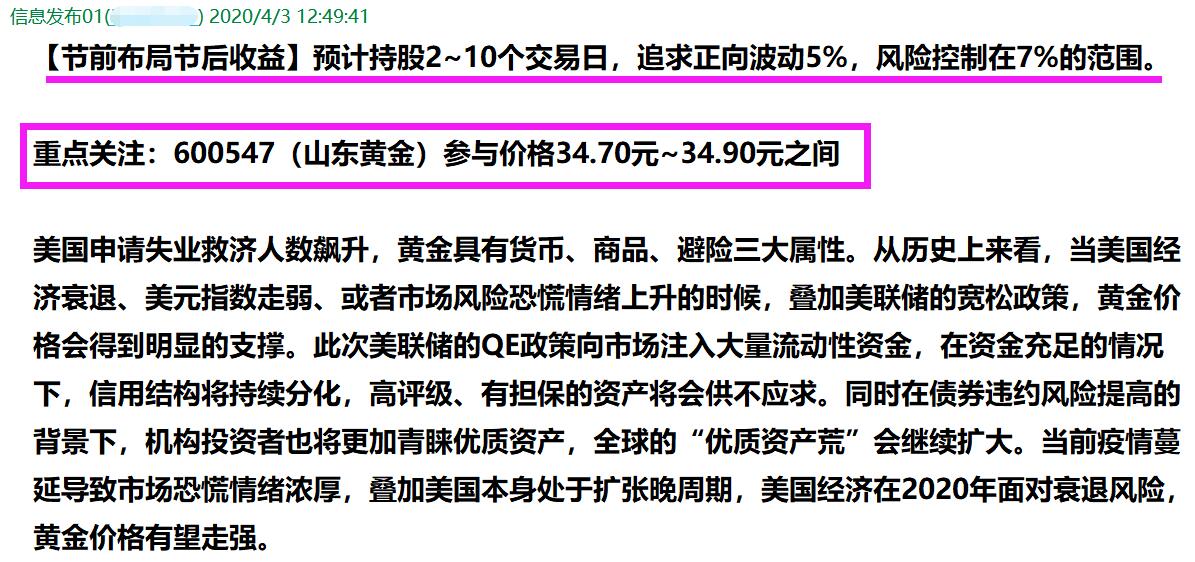 信息发布01( ) 2020/4/3 12:49:41
【节前布局节后收益】预计持股2~10个交易日，追求正向波动5%，风险控制在7%的范围。
重点关注：600547（山东黄金）参与价格34.70元~34.90元之间
美国申请失业救济人数飙升，黄金具有货币、商品、避险三大属性。从历史上来看，当美国经
济衰退、美元指数走弱、或者市场风险恐慌情绪上升的时候，叠加美联储的宽松政策，黄金价
格会得到明显的支撑。此次美联储的QE政策向市场注入大量流动性资金，在资金充足的情况
下，信用结构将持续分化，高评级、有担保的资产将会供不应求。同时在债券违约风险提高的
背景下，机构投资者也将更加青睐优质资产，全球的“优质资产荒”会继续扩大。当前疫情蔓
延导致市场恐慌情绪浓厚，叠加美国本身处于扩张晚周期，美国经济在2020年面对衰退风险，
黄金价格有望走强。